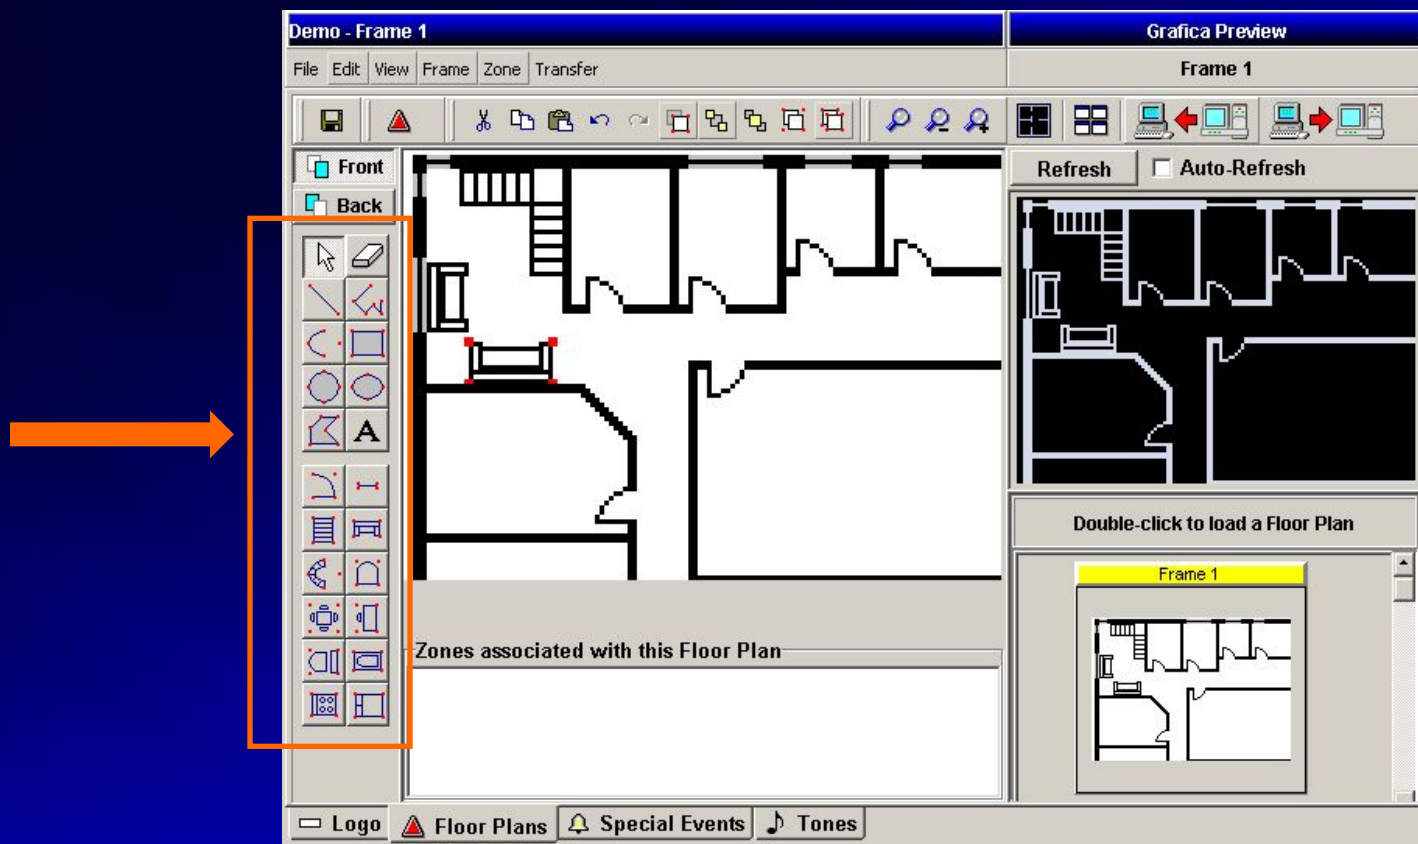 Demo - Frame 1
Grafica Preview
File Edit View Frame Zone Transfer
Frame 1
Front
Back
Refresh
Auto-Refresh
A
Double-click to load a Floor Plan
Frame 1
Zones associated with this Floor Plan
Logo
Floor Plans
Special Events
Tones